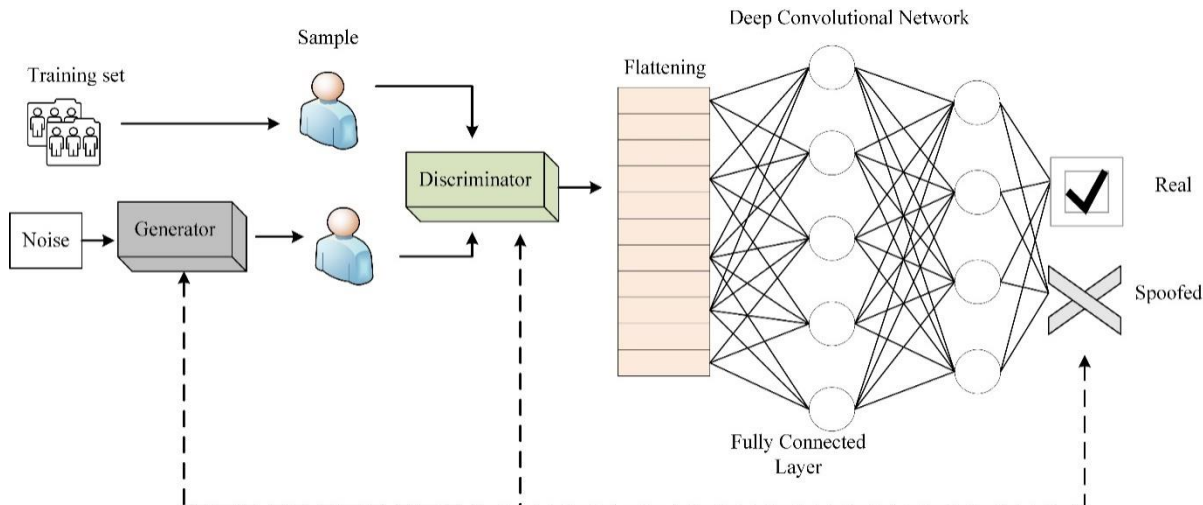 Deep Convolutional Network
Sample
Flattening
Training set
Discriminator
Real
Noise
Generator
Spoofed
Fully Connected
Layer